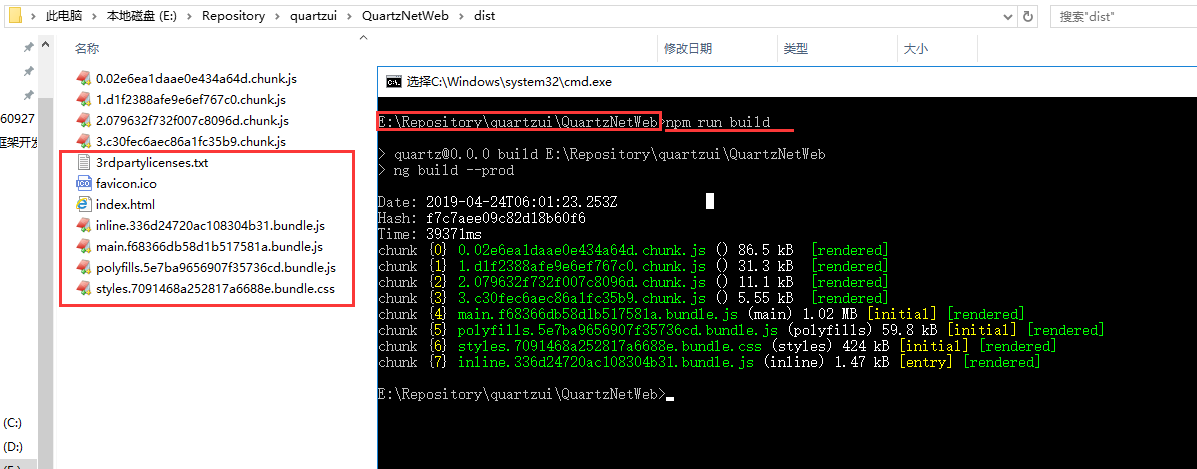 此电脑 > 本地磁盘 (E:) > Repository > quartzui > QuartzNetWeb > dist
搜索"dist"
名称 修改日期 类型 大小
60927
框架开发
(C:)
(D:)
0.02e6ea1daae0e434a64d.chunk.js
1.d1f2388afe9e6ef767c0.chunk.js
2.079632f732f007c8096d.chunk.js
3.c30fec6aec86a1fc35b9.chunk.js
3rdpartylicenses.txt
favicon.ico
index.html
inline.336d24720ac108304b31.bundle.js
main.f68366db58d1b517581a.bundle.js
polyfills.5e7ba9656907f35736cd.bundle.js
styles.7091468a252817a6688e.bundle.css
选择C:\Windows\system32\cmd.exe
E:\Repository\quartzui\QuartzNetWeb>npm run build
> quartz@0.0.0 build E:\Repository\quartzui\QuartzNetWeb
> ng build --prod
Date: 2019-04-24T06:01:23.253Z
Hash: f7c7aee09c82d18b60f6
Time: 39371ms
chunk {0} 0.02e6ea1daae0e434a64d.chunk.js () 86.5 kB [rendered]
chunk {1} 1.d1f2388afe9e6ef767c0.chunk.js () 31.3 kB [rendered]
chunk {2} 2.079632f732f007c8096d.chunk.js () 11.1 kB [rendered]
chunk {3} 3.c30fec6aec86a1fc35b9.chunk.js () 5.55 kB [rendered]
chunk {4} main.f68366db58d1b517581a.bundle.js (main) 1.02 MB [initial] [rendered]
chunk {5} polyfills.5e7ba9656907f35736cd.bundle.js (polyfills) 59.8 kB [initial] [rendered]
chunk {6} styles.7091468a252817a6688e.bundle.css (styles) 424 kB [initial] [rendered]
chunk {7} inline.336d24720ac108304b31.bundle.js (inline) 1.47 kB [entry] [rendered]
E:\Repository\quartzui\QuartzNetWeb>